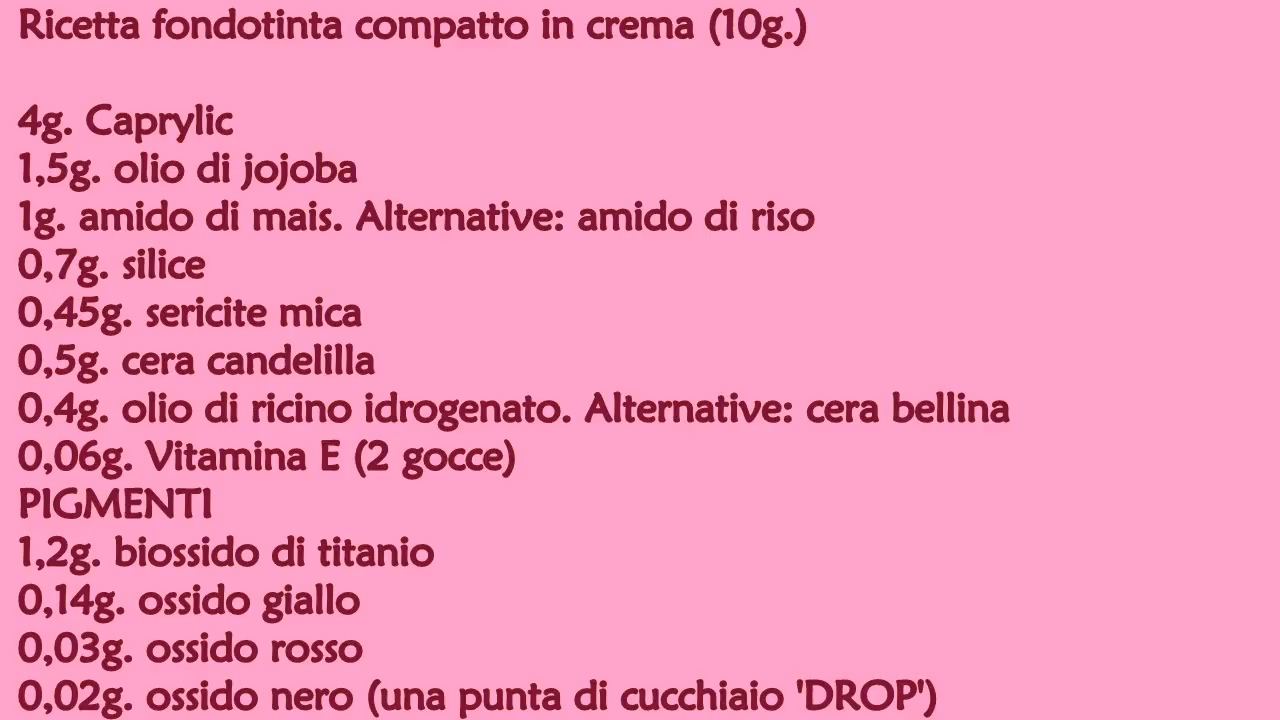 Ricetta fondotinta compatto in crema (10g.)
4g. Caprylic
1,5g. olio di jojoba
1g. amido di mais. Alternative: amido di riso
0,7g. silice
0,45g. sericite mica
0,5g. cera candelilla
0,4g. olio di ricino idrogenato. Alternative: cera bellina
0,06g. Vitamina E (2 gocce)
PIGMENTI
1,2g. biossido di titanio
0,14g. ossido giallo
0,03g. ossido rosso
0,02g. ossido nero (una punta di cucchiaio 'DROP')